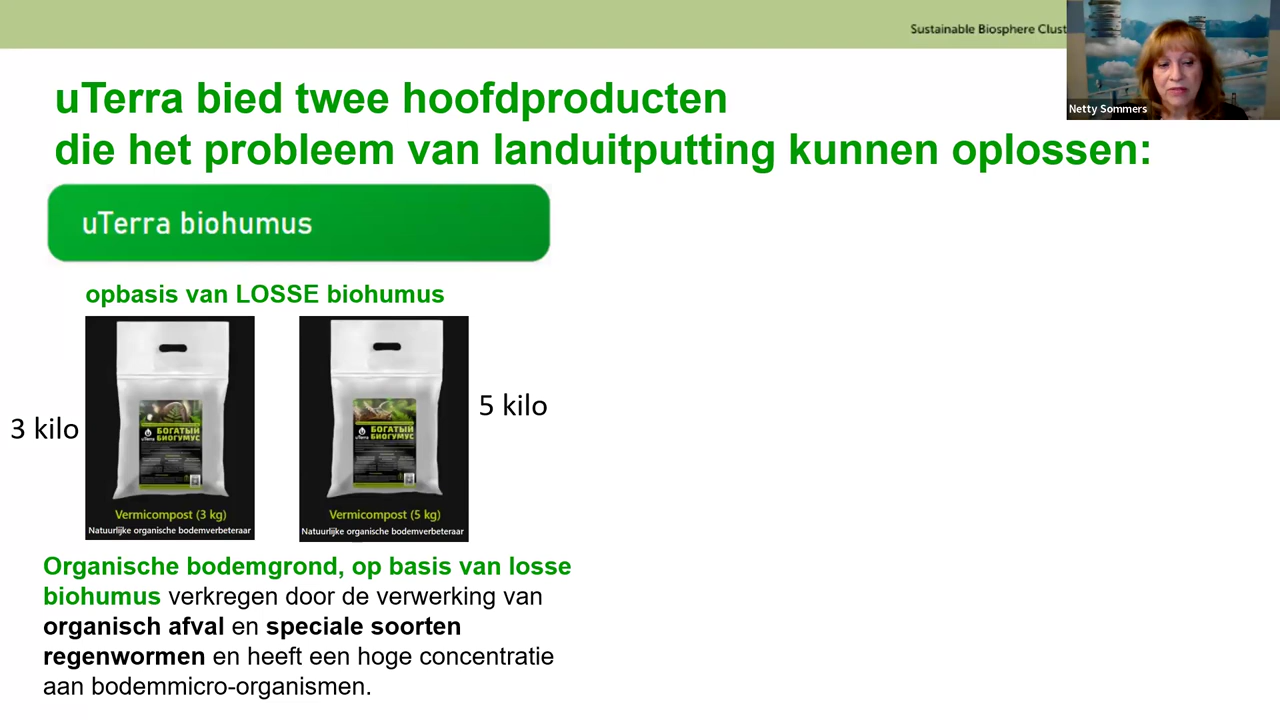 Sustainable Biosphere Clust
Netty Sommers
uTerra bied twee hoofdproducten
die het probleem van landuitputting kunnen oplossen:
uTerra biohumus
opbasis van LOSSE biohumus
3 kilo
5 kilo
uTerra
БОГАТЫЙ
БИОГУМУС
uTerra
БОГАТЫЙ
БИОГУМУС
Vermicompost (3 kg)
Natuurlijke organische bodemverbeteraar
Vermicompost (5 kg)
Natuurlijke organische bodemverbeteraar
Organische bodemgrond, op basis van losse
biohumus verkregen door de verwerking van
organisch afval en speciale soorten
regenwormen en heeft een hoge concentratie
aan bodemmicro-organismen.